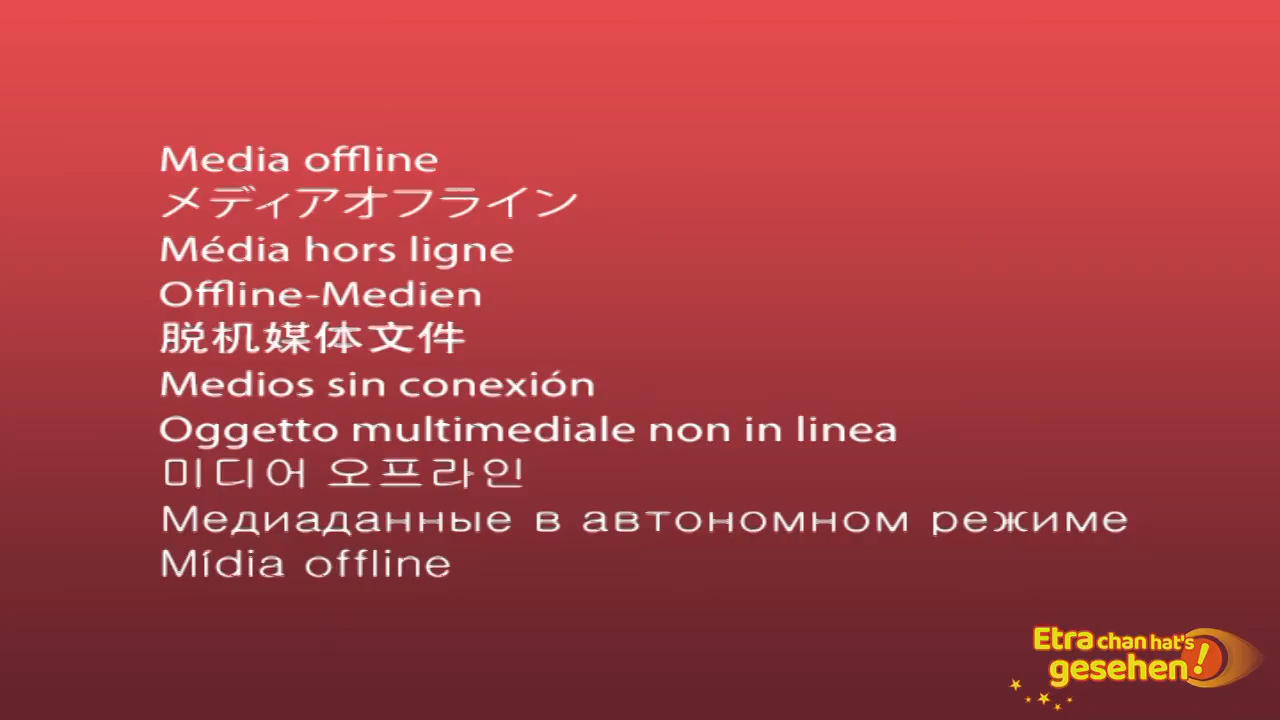 Media offline
メディアオフライン
Média hors ligne
Offline-Medien
脱机媒体文件
Medios sin conexión
Oggetto multimediale non in linea
미디어 오프라인
Медиаданные в автономном режиме
Mídia offline
Etra chan hat's
gesehen!